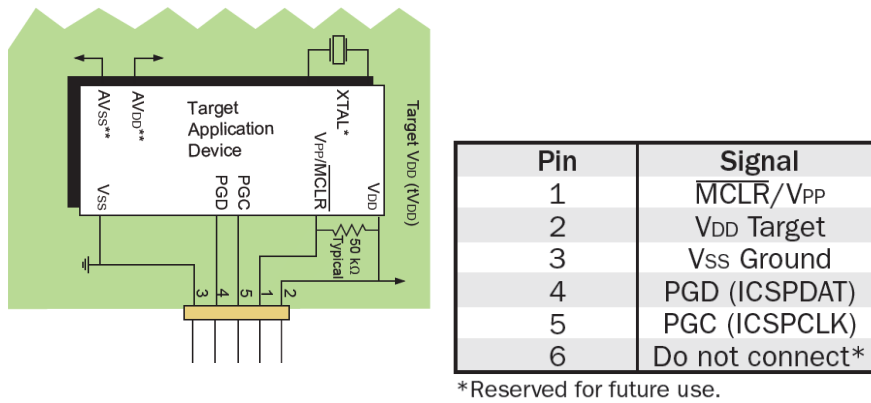 AVSS**
AVDD**
Target
Application
Device
XTAL*
Target VDD (tVDD)
VSS
PGD
PGC
VPP/MCLR
VDD
50 kΩ
Typical
3
4
5
1
2
Pin Signal
1 MCLR/VPP
2 VDD Target
3 VSS Ground
4 PGD (ICSPDAT)
5 PGC (ICSPCLK)
6 Do not connect*
*Reserved for future use.